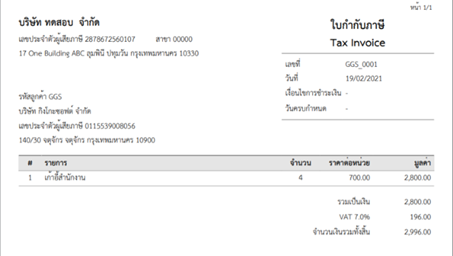 หน้า 1/1
บริษัท ทดสอบ จำกัด
เลขประจำตัวผู้เสียภาษี 2878672560107 สาขา 00000
17 One Building ABC ลุมพินี ปทุมวัน กรุงเทพมหานคร 10330
ใบกำกับภาษี
Tax Invoice
เลขที่ GGS_0001
วันที่ 19/02/2021
เงื่อนไขการชำระเงิน -
วันครบกำหนด -
รหัสลูกค้า GGS
บริษัท กิงโกะซอฟต์ จำกัด
เลขประจำตัวผู้เสียภาษี 0115539008056
140/30 จตุจักร จตุจักร กรุงเทพมหานคร 10900
# รายการ จำนวน ราคาต่อหน่วย มูลค่า
1 เก้าอี้สำนักงาน 4 700.00 2,800.00
รวมเป็นเงิน 2,800.00
VAT 7.0% 196.00
จำนวนเงินรวมทั้งสิ้น 2,996.00